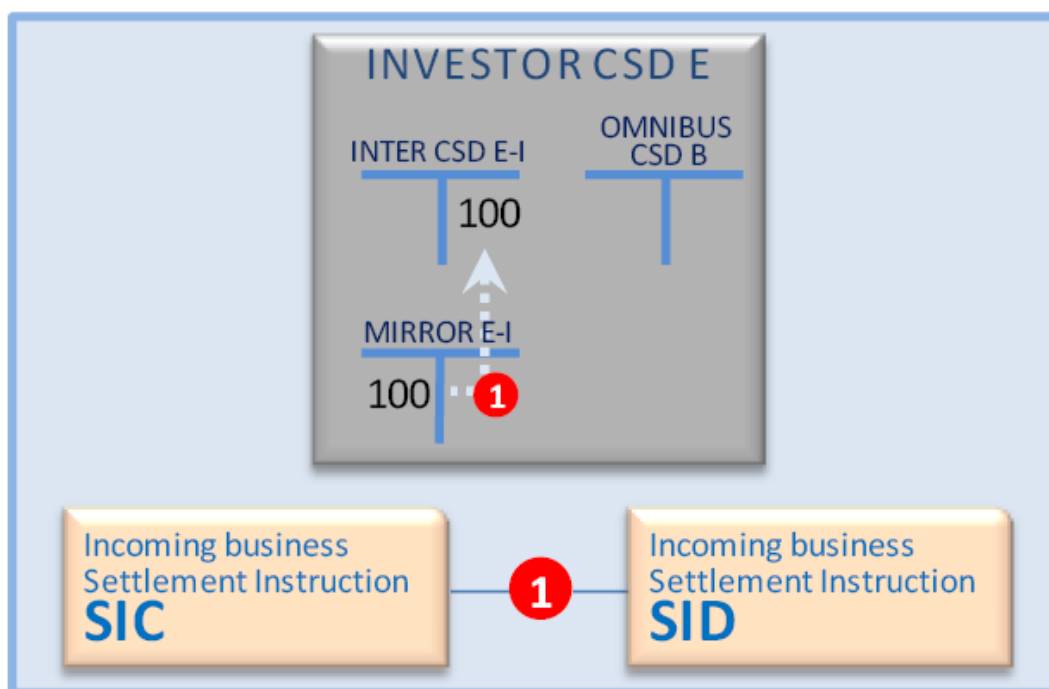 INVESTOR CSD E
INTER CSD E-I
OMNIBUS
CSD B
100
MIRROR E-I
100
1
Incoming business
Settlement Instruction
SIC
1
Incoming business
Settlement Instruction
SID